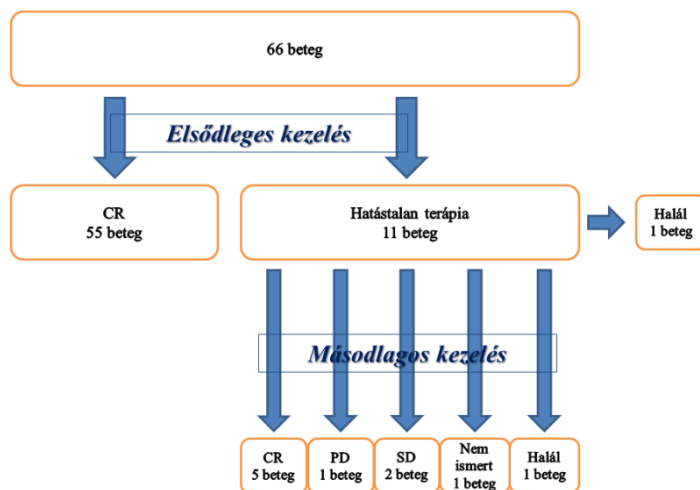 66 beteg
Elsődleges kezelés
CR
55 beteg
Hatástalan terápia
11 beteg
Halál
1 beteg
Másodlagos kezelés
CR
5 beteg
PD
1 beteg
SD
2 beteg
Nem
ismert
1 beteg
Halál
1 beteg